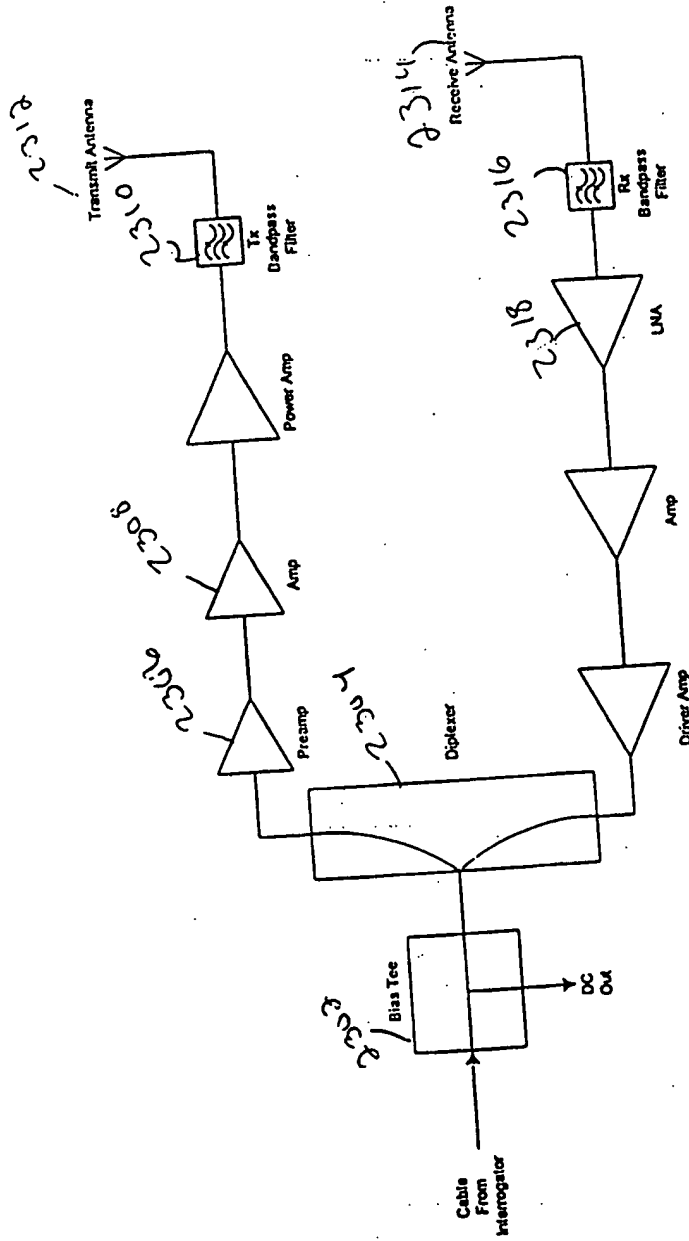 2312
Transmit Antenna
2310
Tx
Bandpass
Filter
Power Amp
2308
Amp
2306
Preamp
2304
Diplexer
2302
Bias Tee
DC
Out
Cable
From
Interrogator
2314
Receive Antenna
2316
Rx
Bandpass
Filter
2318
LNA
Amp
Driver Amp